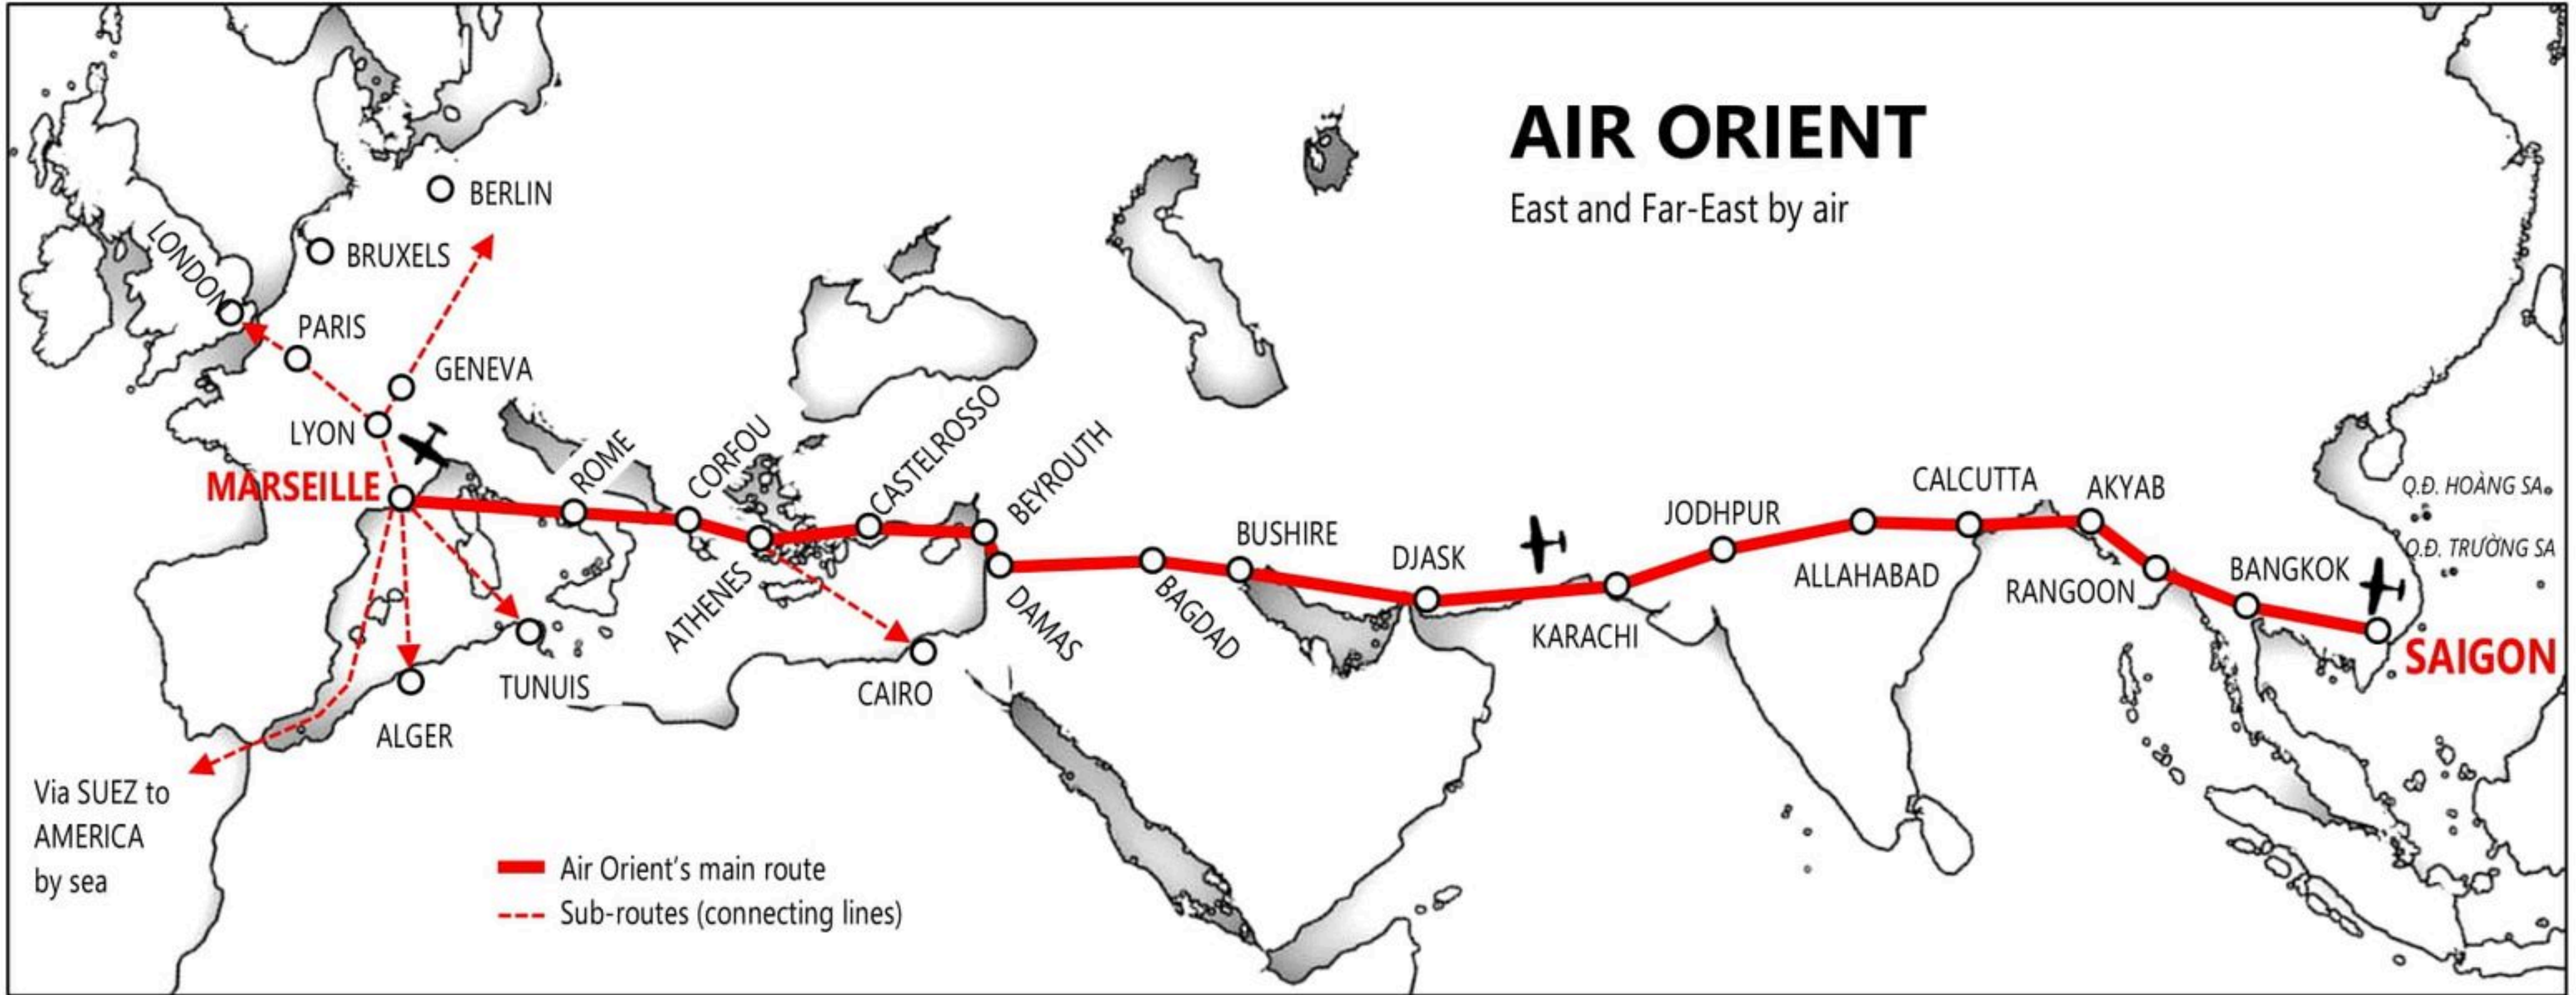 AIR ORIENT
East and Far-East by air
BERLIN
BRUXELS
LONDON
PARIS
GENEVA
LYON
MARSEILLE
ROME
CORFOU
ATHENES
CASTELROSSO
BEYROUTH
DAMAS
BAGDAD
BUSHIRE
DJASK
KARACHI
JODHPUR
ALLAHABAD
CALCUTTA
AKYAB
RANGOON
BANGKOK
SAIGON
Q.Đ. HOÀNG SA
Q.Đ. TRƯỜNG SA
TUNUIS
ALGER
CAIRO
Via SUEZ to
AMERICA
by sea
Air Orient's main route
Sub-routes (connecting lines)